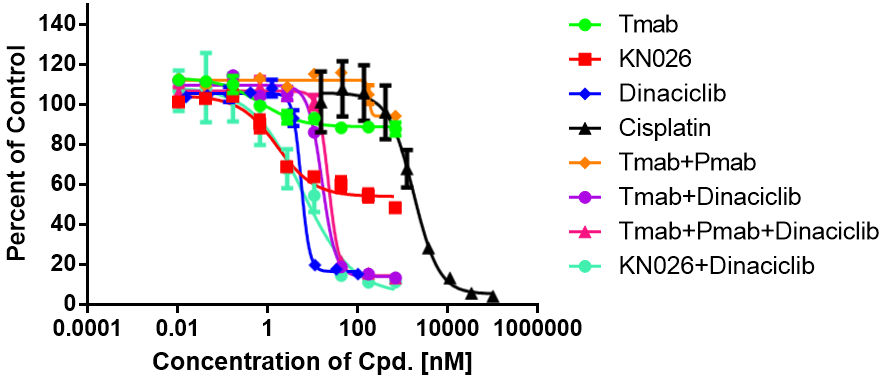 140
120
100
80
60
40
20
0
Percent of Control
0.0001
0.01
1
100
10000
1000000
Concentration of Cpd. [nM]
Tmab
KN026
Dinaciclib
Cisplatin
Tmab+Pmab
Tmab+Dinaciclib
Tmab+Pmab+Dinaciclib
KN026+Dinaciclib